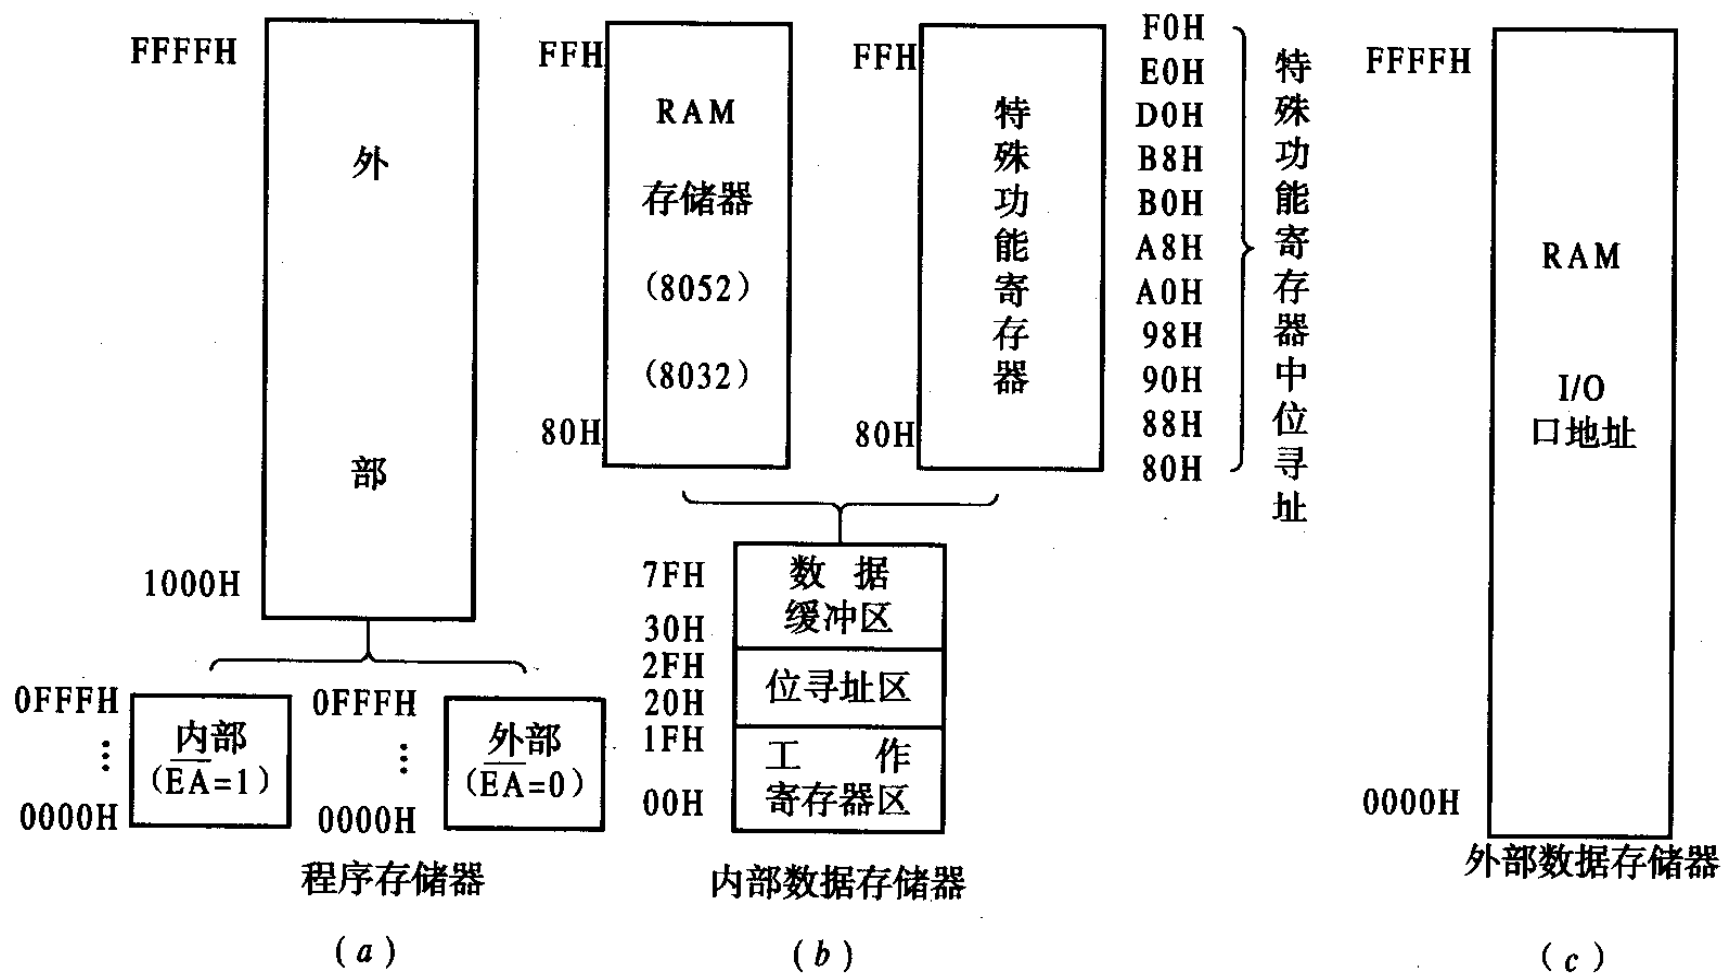 FFFFH
外
部
1000H
0FFFH
⋮
0000H
内部
(EA=1)
0FFFH
⋮
0000H
外部
(EA=0)
程序存储器
(a)
FFH
RAM
存储器
(8052)
(8032)
80H
FFH
特殊功能寄存器
80H
F0H
E0H
D0H
B8H
B0H
A8H
A0H
98H
90H
88H
80H
特殊功能寄存器中位寻址
7FH
数据
缓冲区
30H
2FH
位寻址区
20H
1FH
工作
寄存器区
00H
内部数据存储器
(b)
FFFFH
RAM
I/O
口地址
0000H
外部数据存储器
(c)